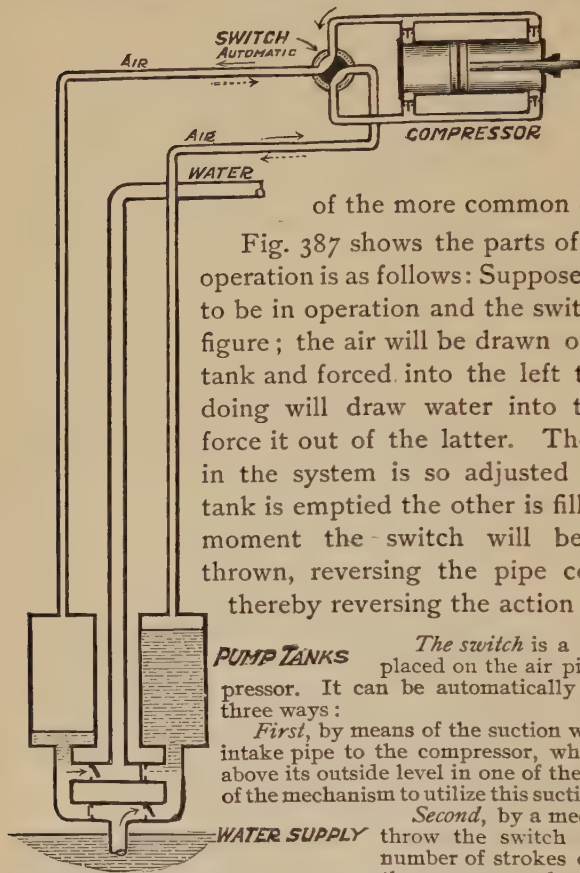 SWITCH
AUTOMATIC
AIR
COMPRESSOR
AIR
WATER
of the more common
Fig. 387 shows the parts of
operation is as follows: Suppose
to be in operation and the swit
figure; the air will be drawn o
tank and forced into the left t
doing will draw water into t
force it out of the latter. Th
in the system is so adjusted
tank is emptied the other is fill
moment the switch will be
thrown, reversing the pipe c
thereby reversing the action
PUMP TANKS
The switch is a
placed on the air pi
pressor. It can be automatically
three ways:
First, by means of the suction w
intake pipe to the compressor, wh
above its outside level in one of the
of the mechanism to utilize this sucti
Second, by a mec
WATER SUPPLY throw the switch
number of strokes o